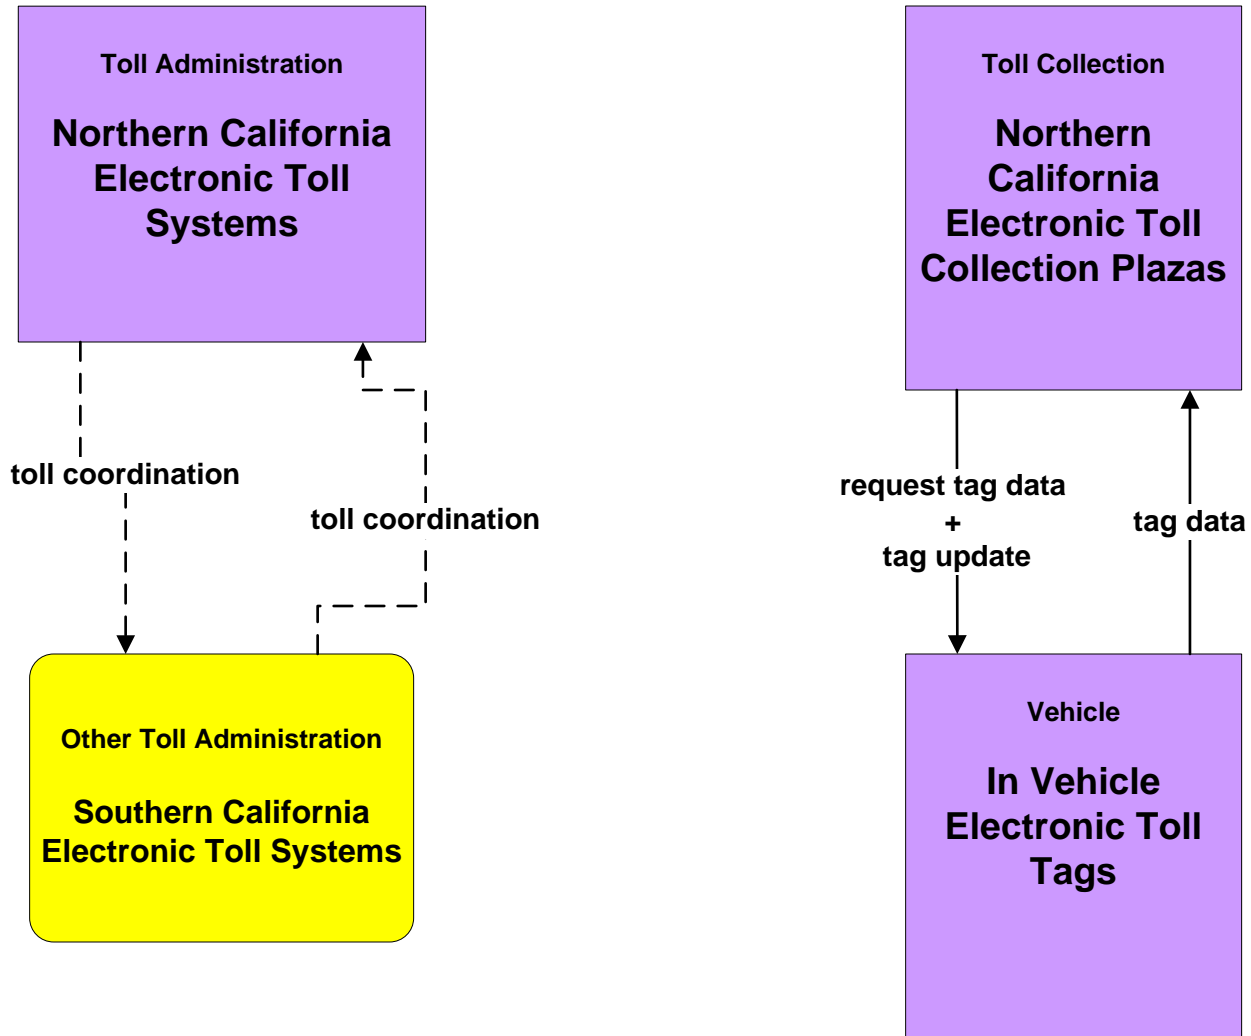 Toll Administration
Northern California
Electronic Toll
Systems
Toll Collection
Northern
California
Electronic Toll
Collection Plazas
toll coordination
toll coordination
request tag data
+
tag update
tag data
Other Toll Administration
Southern California
Electronic Toll Systems
Vehicle
In Vehicle
Electronic Toll
Tags